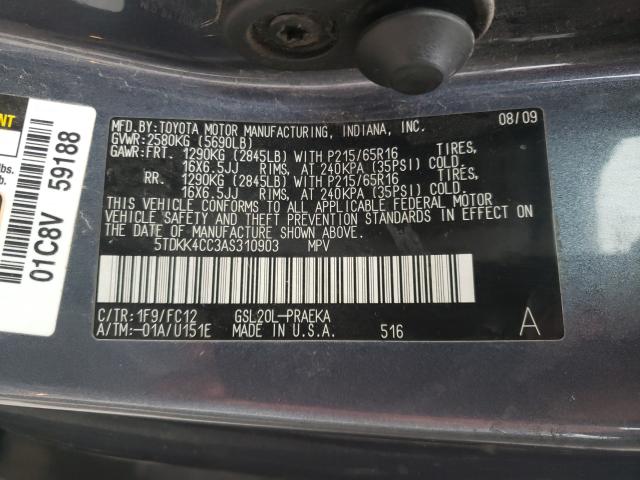 MFD.BY:TOYOTA MOTOR MANUFACTURING, INDIANA, INC. 08/09
GVWR:2580KG (5690LB)
GAWR:FRT. 1290KG (2845LB) WITH P215/65R16 TIRES,
16X6.5JJ RIMS, AT 240KPA (35PSI) COLD.
RR. 1290KG (2845LB) WITH P215/65R16 TIRES,
16X6.5JJ RIMS, AT 240KPA (35PSI) COLD.
THIS VEHICLE CONFORMS TO ALL APPLICABLE FEDERAL MOTOR
VEHICLE SAFETY AND THEFT PREVENTION STANDARDS IN EFFECT ON
THE DATE OF MANUFACTURE SHOWN ABOVE.
5TDKK4CC3AS310903 MPV
C/TR:1F9/FC12 GSL20L-PRAEKA
A/TM:-01A/U151E MADE IN U.S.A. 516 A
01C8V 59188
lbs.